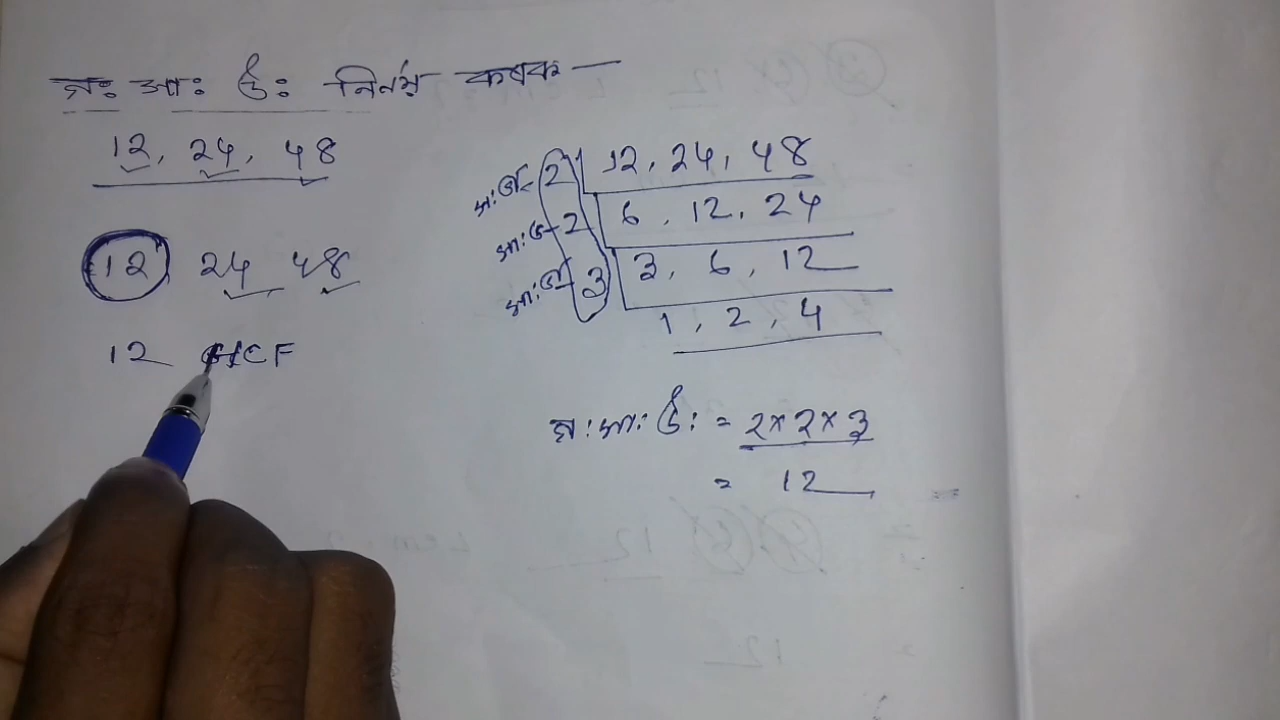 গঃ সাঃ উঃ নির্ণয় করুক —
12, 24, 48
12 24 48
12 HCF
সা: উ- 2 12, 24, 48
সা: উ- 2 6, 12, 24
সা: উ- 3 3, 6, 12
1, 2, 4
গ: সা: উ: = 2×2×3
= 12